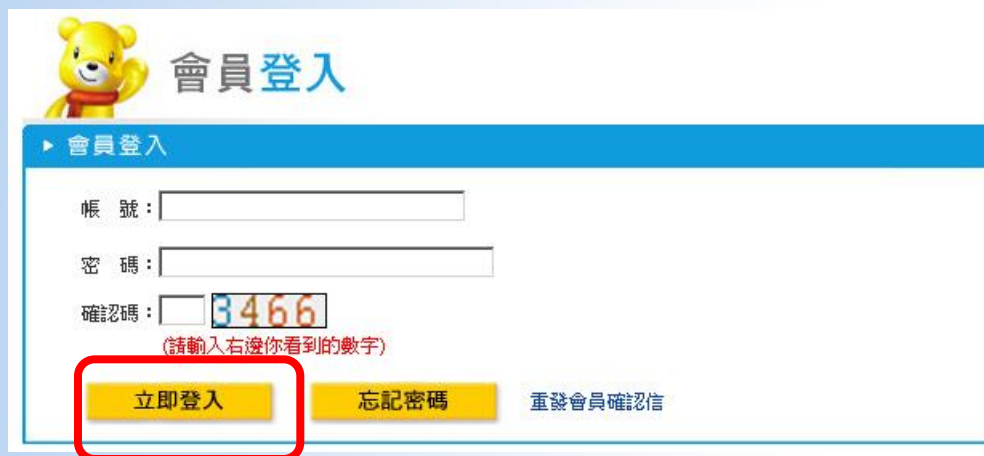 會員登入
會員登入
帳 號：
密 碼：
確認碼： 3466
(請輸入右邊你看到的數字)
立即登入 忘記密碼 重發會員確認信